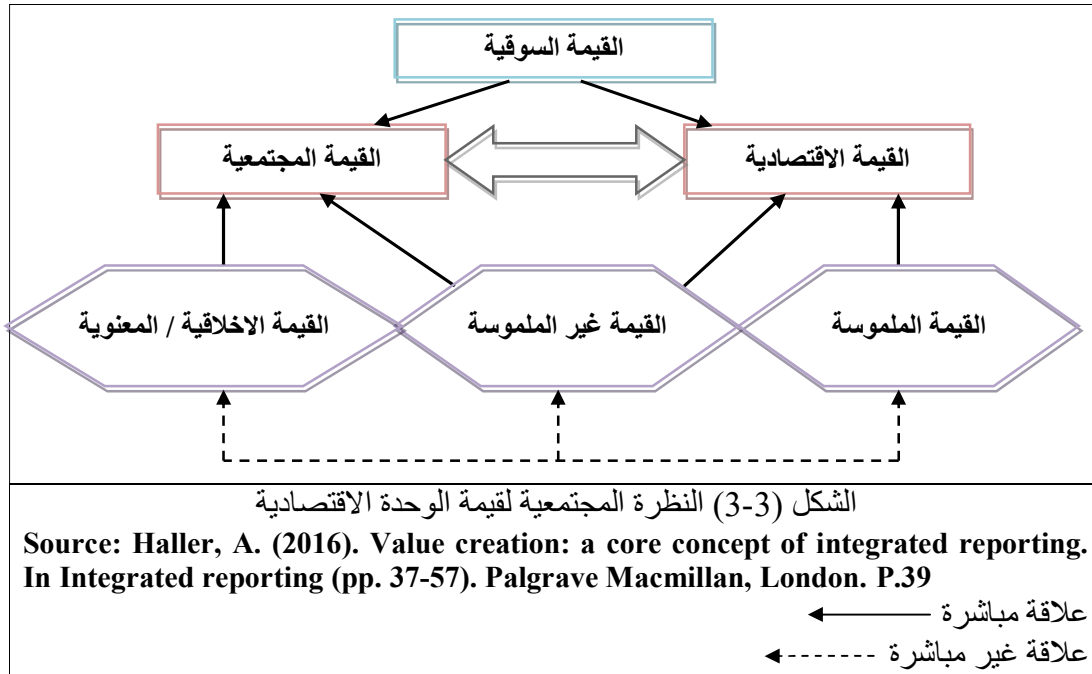 القيمة السوقية
القيمة الاقتصادية
القيمة المجتمعية
القيمة الملموسة
القيمة غير الملموسة
القيمة الاخلاقية / المعنوية
الشكل (3-3) النظرة المجتمعية لقيمة الوحدة الاقتصادية
Source: Haller, A. (2016). Value creation: a core concept of integrated reporting.
In Integrated reporting (pp. 37-57). Palgrave Macmillan, London. P.39
علاقة مباشرة
علاقة غير مباشرة